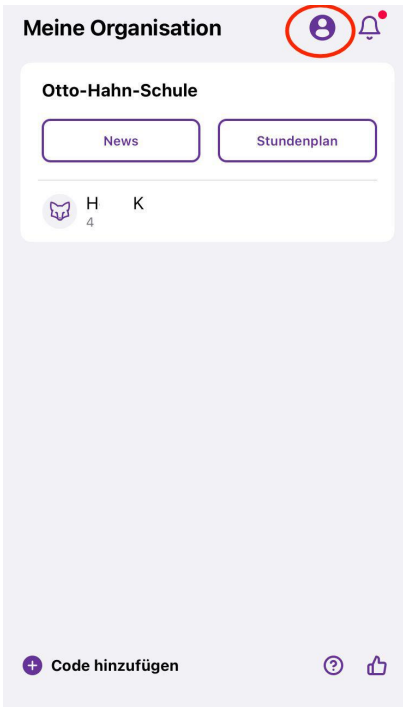 Meine Organisation
Otto-Hahn-Schule
News Stundenplan
H K
4
Code hinzufügen